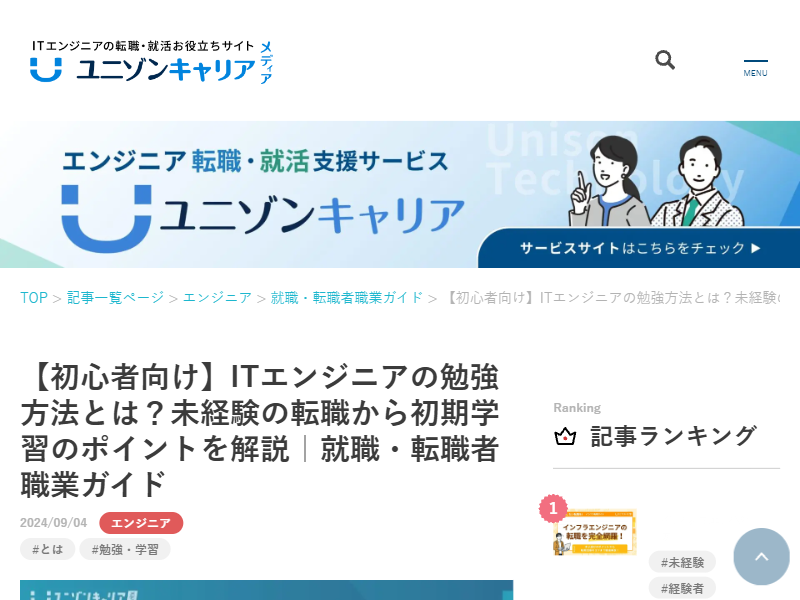 ITエンジニアの転職・就活お役立ちサイト
ユニゾンキャリア メディア
MENU
Unison
Technology
エンジニア転職・就活支援サービス
ユニゾンキャリア
サービスサイトはこちらをチェック ▶
TOP > 記事一覧ページ > エンジニア > 就職・転職者職業ガイド > 【初心者向け】ITエンジニアの勉強方法とは？未経験
【初心者向け】ITエンジニアの勉強
方法とは？未経験の転職から初期学
習のポイントを解説｜就職・転職者
職業ガイド
2024/09/04 エンジニア
#とは #勉強・学習
Ranking
記事ランキング
1
インフラエンジニアの
転職を完全網羅！
#未経験
#経験者